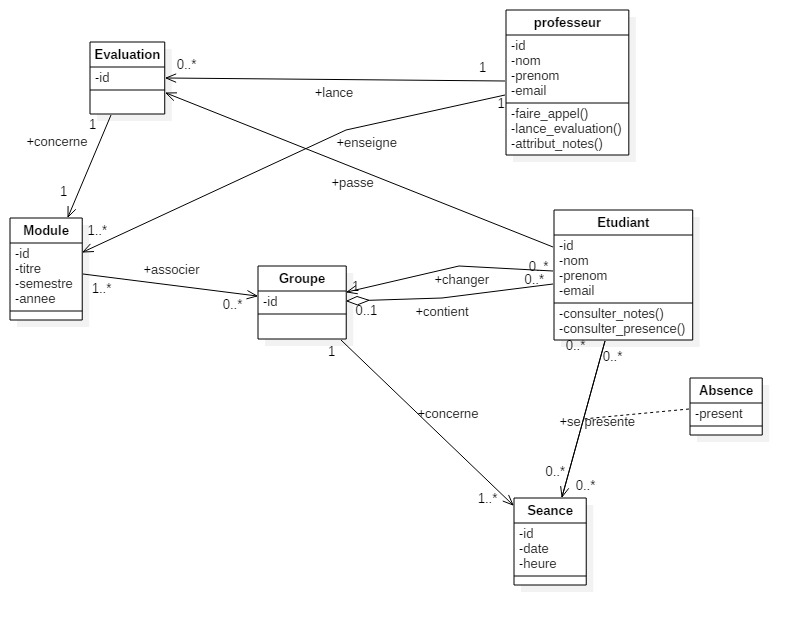 professeur
-id
-nom
-prenom
-email
-faire_appel()
-lance_evaluation()
-attribut_notes()
Evaluation
-id
0..*
1
+lance
1
+enseigne
1
+concerne
1
+passe
1..*
Module
-id
-titre
-semestre
-annee
+associer
1..*
0..*
Groupe
-id
Etudiant
-id
-nom
-prenom
-email
-consulter_notes()
-consulter_presence()
0..*
+changer
1
0..*
0..1
+contient
1
0..*
0..*
+concerne
+se presente
Absence
-present
0..*
0..*
1..*
Seance
-id
-date
-heure